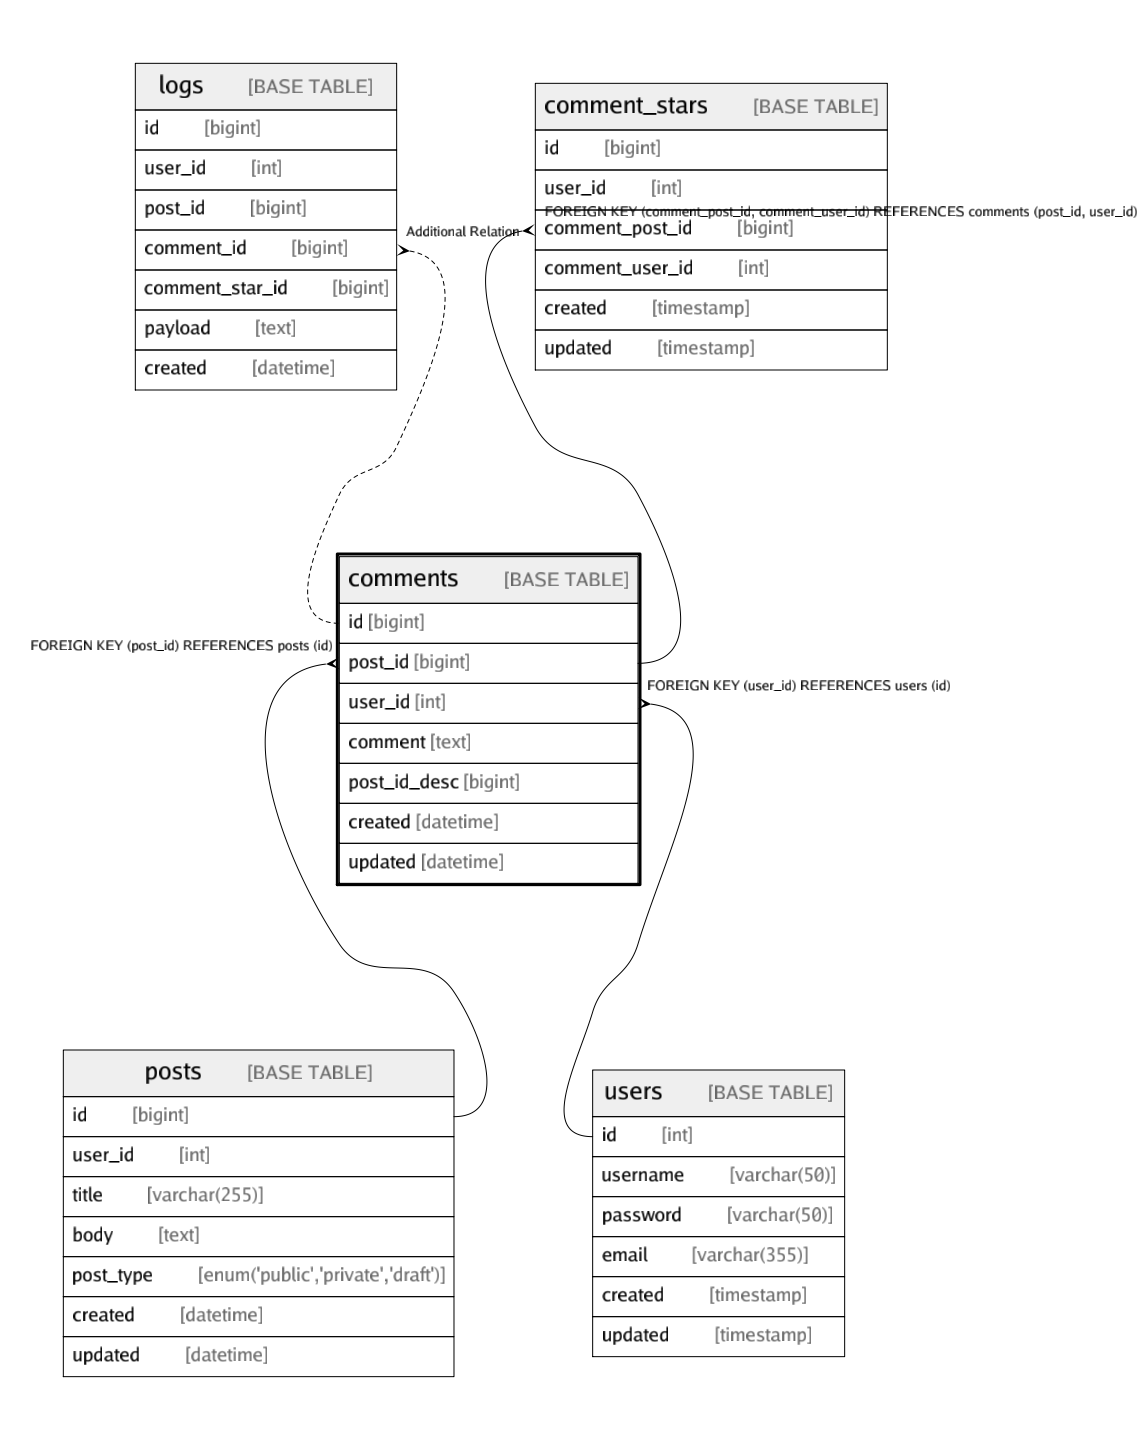 logs [BASE TABLE]
id [bigint]
user_id [int]
post_id [bigint]
comment_id [bigint]
comment_star_id [bigint]
payload [text]
created [datetime]
Additional Relation
comment_stars [BASE TABLE]
id [bigint]
user_id [int]
FOREIGN KEY (comment_post_id, comment_user_id) REFERENCES comments (post_id, user_id)
comment_post_id [bigint]
comment_user_id [int]
created [timestamp]
updated [timestamp]
comments [BASE TABLE]
id [bigint]
FOREIGN KEY (post_id) REFERENCES posts (id)
post_id [bigint]
FOREIGN KEY (user_id) REFERENCES users (id)
user_id [int]
comment [text]
post_id_desc [bigint]
created [datetime]
updated [datetime]
posts [BASE TABLE]
id [bigint]
user_id [int]
title [varchar(255)]
body [text]
post_type [enum('public','private','draft')]
created [datetime]
updated [datetime]
users [BASE TABLE]
id [int]
username [varchar(50)]
password [varchar(50)]
email [varchar(355)]
created [timestamp]
updated [timestamp]